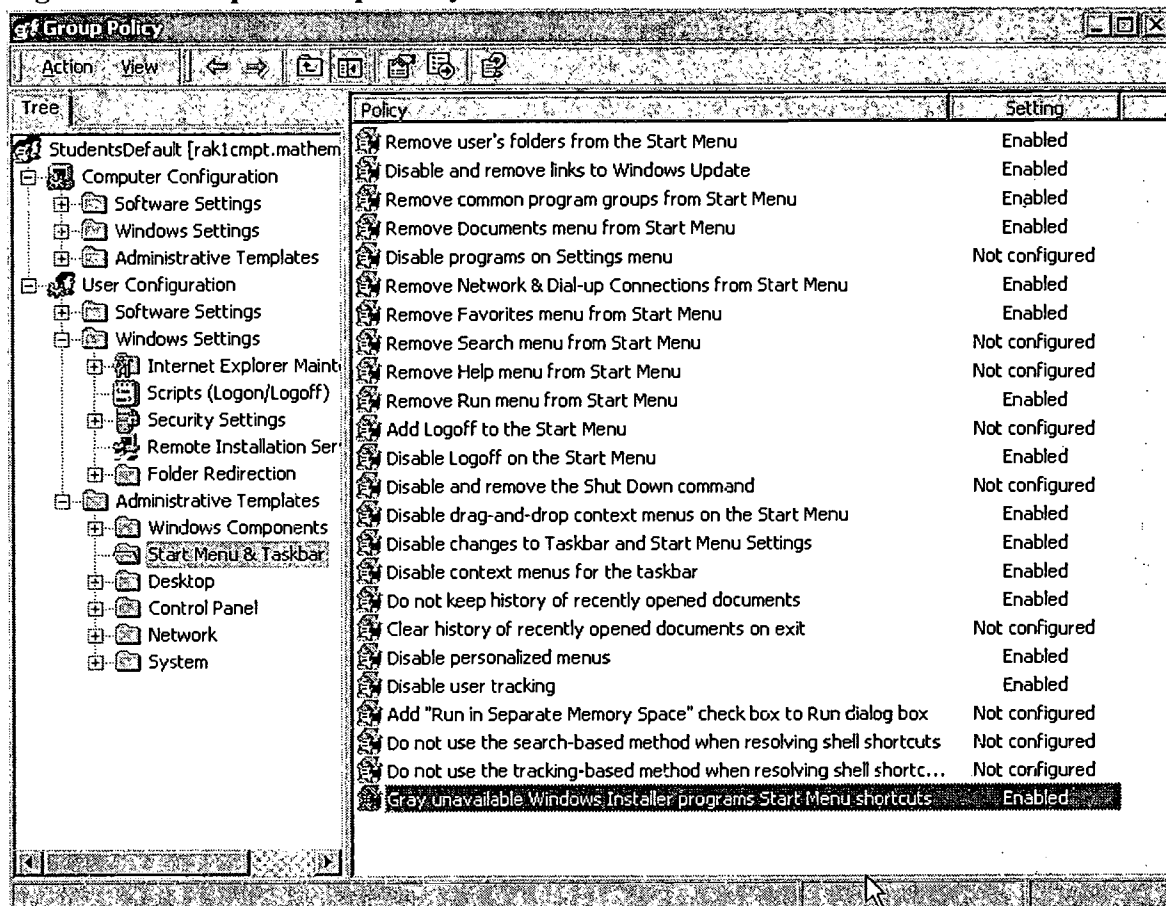 Group Policy
Action View
Tree
Policy Setting
StudentsDefault [rak1cmpt.mathem
Computer Configuration
Software Settings
Windows Settings
Administrative Templates
User Configuration
Software Settings
Windows Settings
Internet Explorer Maint
Scripts (Logon/Logoff)
Security Settings
Remote Installation Ser
Folder Redirection
Administrative Templates
Windows Components
Start Menu & Taskbar
Desktop
Control Panel
Network
System
Remove user's folders from the Start Menu Enabled
Disable and remove links to Windows Update Enabled
Remove common program groups from Start Menu Enabled
Remove Documents menu from Start Menu Enabled
Disable programs on Settings menu Not configured
Remove Network & Dial-up Connections from Start Menu Enabled
Remove Favorites menu from Start Menu Enabled
Remove Search menu from Start Menu Not configured
Remove Help menu from Start Menu Not configured
Remove Run menu from Start Menu Enabled
Add Logoff to the Start Menu Not configured
Disable Logoff on the Start Menu Enabled
Disable and remove the Shut Down command Not configured
Disable drag-and-drop context menus on the Start Menu Enabled
Disable changes to Taskbar and Start Menu Settings Enabled
Disable context menus for the taskbar Enabled
Do not keep history of recently opened documents Enabled
Clear history of recently opened documents on exit Not configured
Disable personalized menus Enabled
Disable user tracking Enabled
Add "Run in Separate Memory Space" check box to Run dialog box Not configured
Do not use the search-based method when resolving shell shortcuts Not configured
Do not use the tracking-based method when resolving shell shortc... Not configured
Gray unavailable Windows Installer programs Start Menu shortcuts Enabled